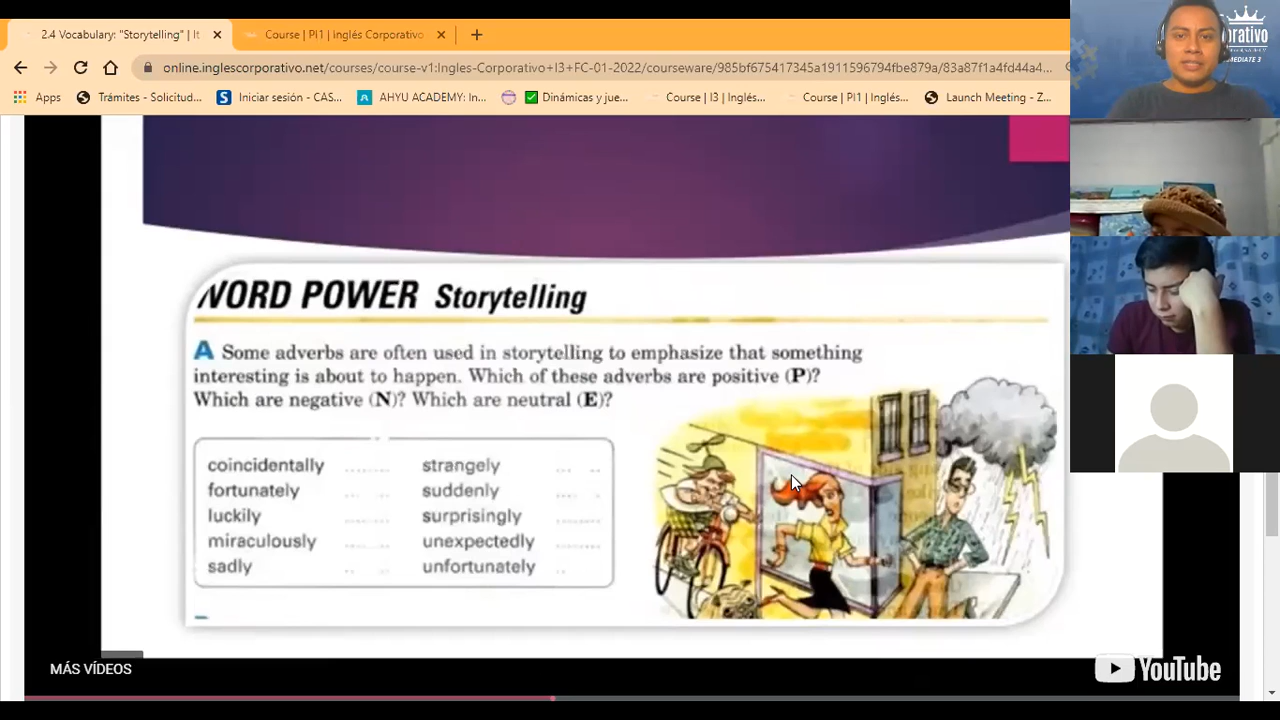 2.4 Vocabulary: "Storytelling" | It
Course | PI1 | Inglés Corporativo
orativo
MEDIATE 3
online.inglescorporativo.net/courses/course-v1:Ingles-Corporativo+I3+FC-01-2022/courseware/985bf675417345a1911596794fbe879a/83a87f1a4fd44a4...
Apps
Trámites - Solicitud...
Iniciar sesión - CAS...
AHYU ACADEMY: In...
Dinámicas y jue...
Course | I3 | Inglés...
Course | PI1 | Inglés...
Launch Meeting - Z...
WORD POWER Storytelling
A Some adverbs are often used in storytelling to emphasize that something
interesting is about to happen. Which of these adverbs are positive (P)?
Which are negative (N)? Which are neutral (E)?
coincidentally ........ strangely ........
fortunately ........ suddenly ........
luckily ........ surprisingly ........
miraculously ........ unexpectedly ........
sadly ........ unfortunately ........
MÁS VÍDEOS
YouTube